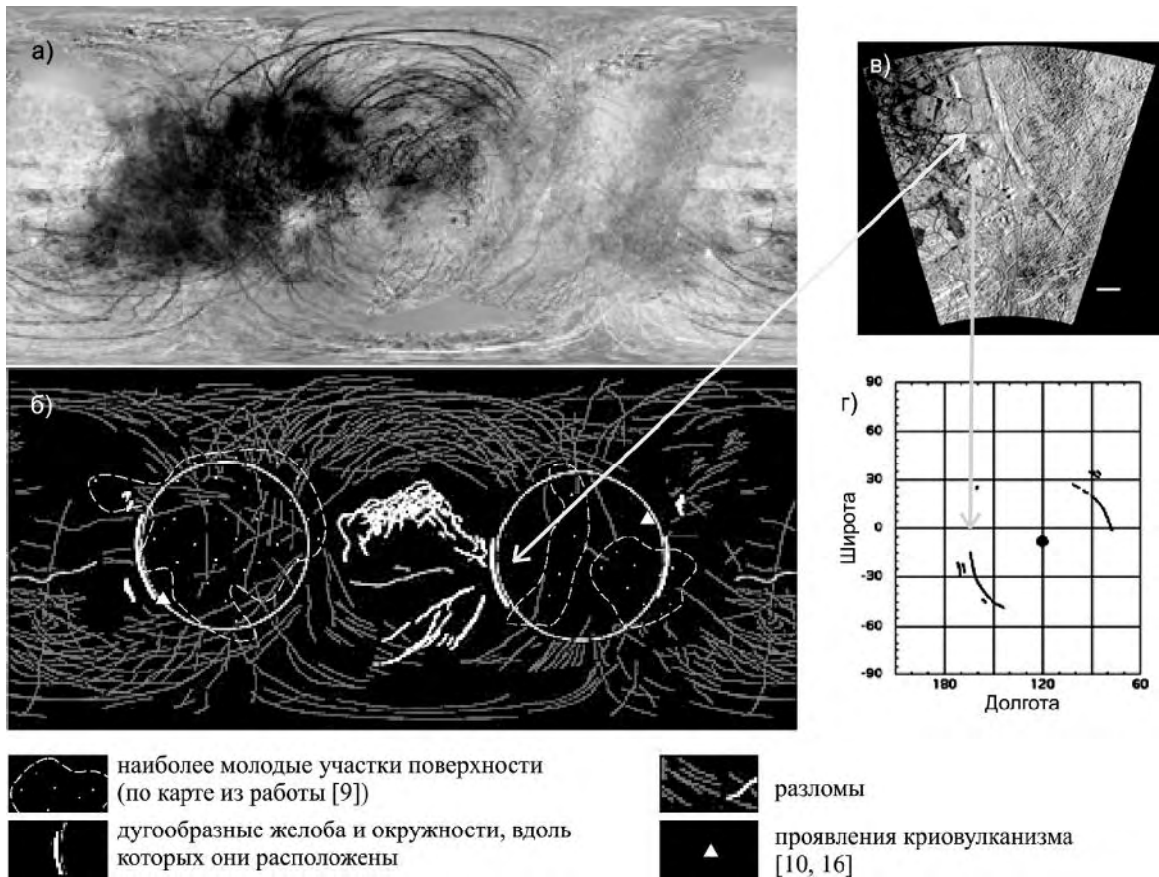 а)
в)
б)
г)
90
60
30
0
-30
-60
-90
Широта
180
120
60
Долгота
наиболее молодые участки поверхности
(по карте из работы [9])
дугообразные желоба и окружности, вдоль
которых они расположены
разломы
проявления криовулканизма
[10, 16]